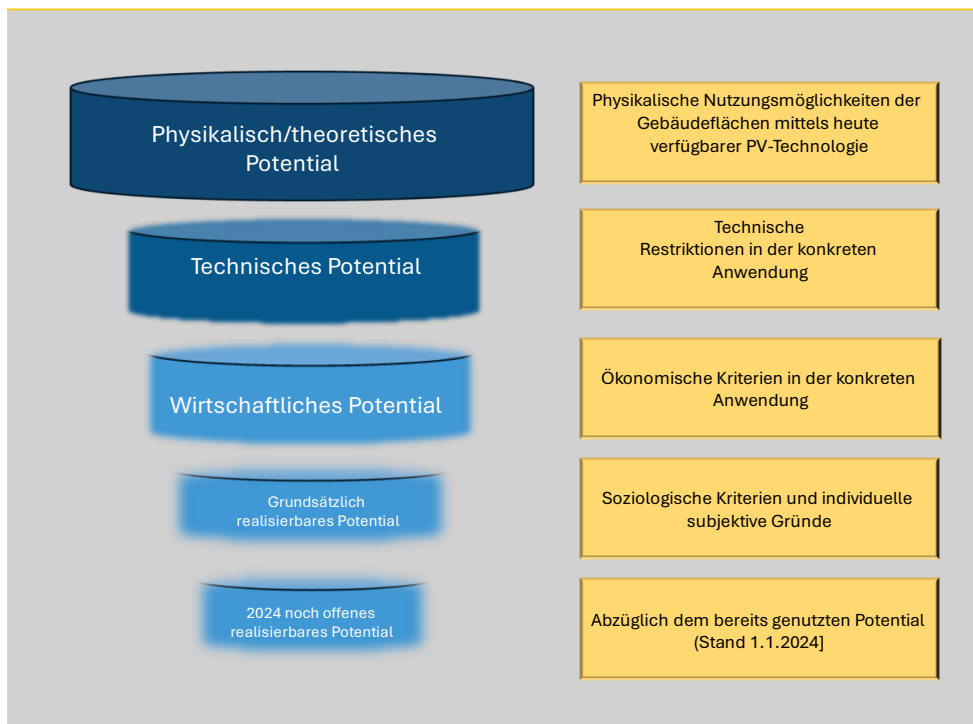 Physikalisch/theoretisches
Potential
Physikalische Nutzungsmöglichkeiten der
Gebäudeflächen mittels heute
verfügbarer PV-Technologie
Technisches Potential
Technische
Restriktionen in der konkreten
Anwendung
Wirtschaftliches Potential
Ökonomische Kriterien in der konkreten
Anwendung
Grundsätzlich
realisierbares Potential
Soziologische Kriterien und individuelle
subjektive Gründe
2024 noch offenes
realisierbares Potential
Abzüglich dem bereits genutzten Potential
(Stand 1.1.2024]